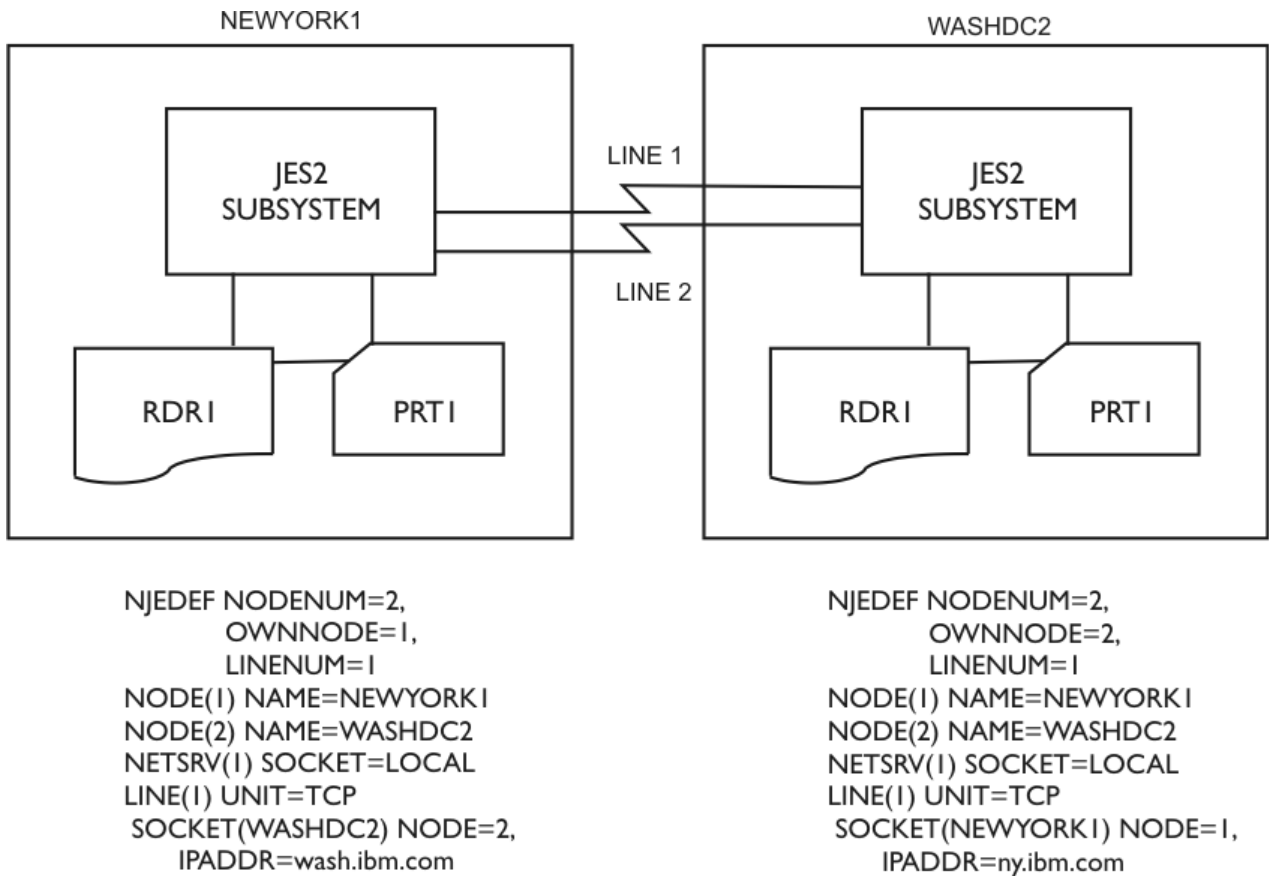 NEWYORK1
WASHDC2
JES2
SUBSYSTEM
LINE 1
JES2
SUBSYSTEM
LINE 2
RDR1
PRT1
RDR1
PRT1
NJEDEF NODENUM=2,
OWNNODE=1,
LINENUM=1
NODE(1) NAME=NEWYORK1
NODE(2) NAME=WASHDC2
NETSRV(1) SOCKET=LOCAL
LINE(1) UNIT=TCP
SOCKET(WASHDC2) NODE=2,
IPADDR=wash.ibm.com
NJEDEF NODENUM=2,
OWNNODE=2,
LINENUM=1
NODE(1) NAME=NEWYORK1
NODE(2) NAME=WASHDC2
NETSRV(1) SOCKET=LOCAL
LINE(1) UNIT=TCP
SOCKET(NEWYORK1) NODE=1,
IPADDR=ny.ibm.com